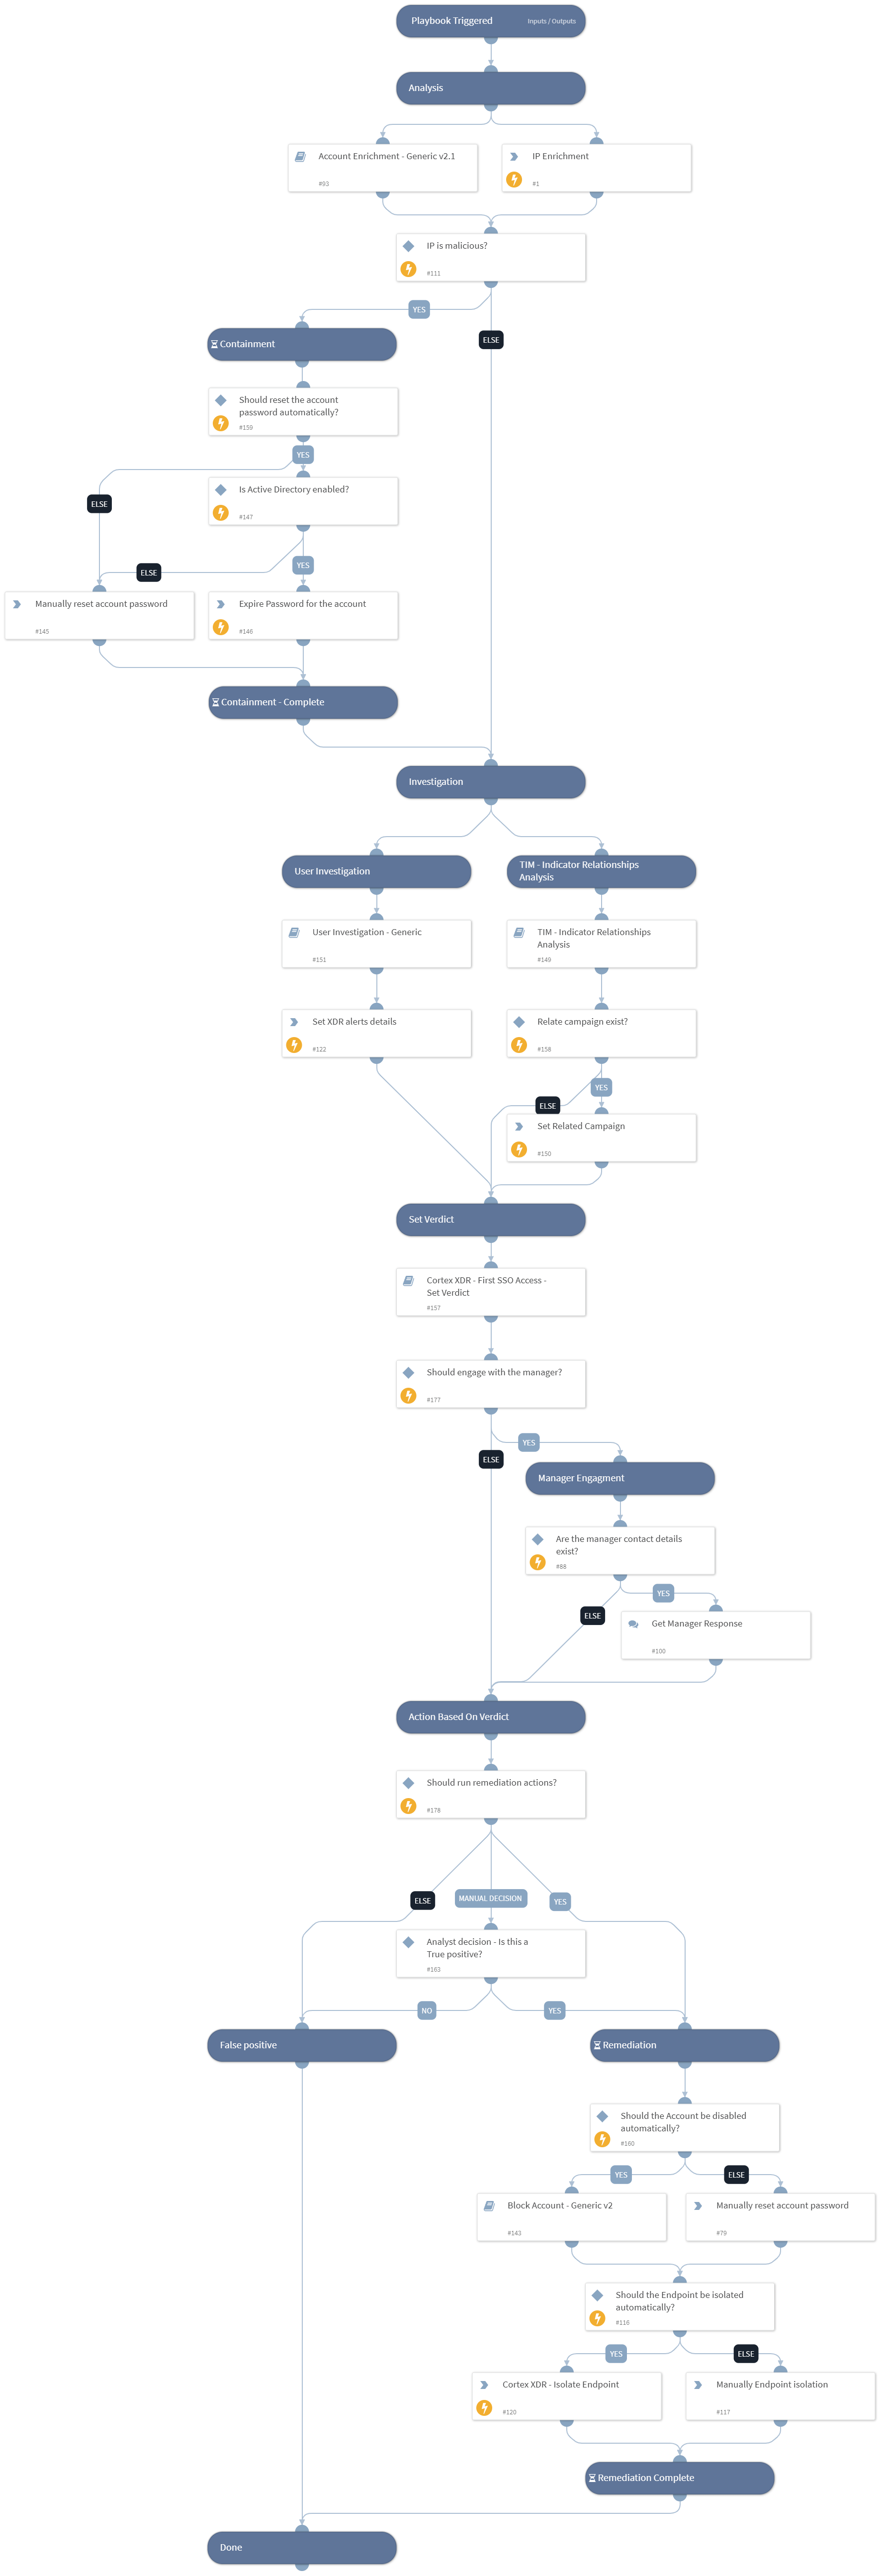 Playbook Triggered
Inputs / Outputs
Analysis
Account Enrichment - Generic v2.1
#93
IP Enrichment
#1
IP is malicious?
#111
YES
ELSE
Containment
Should reset the account
password automatically?
#159
YES
ELSE
Is Active Directory enabled?
#147
ELSE
YES
Manually reset account password
#145
Expire Password for the account
#146
Containment - Complete
Investigation
User Investigation
TIM - Indicator Relationships
Analysis
User Investigation - Generic
#151
TIM - Indicator Relationships
Analysis
#149
Set XDR alerts details
#122
Relate campaign exist?
#158
YES
ELSE
Set Related Campaign
#150
Set Verdict
Cortex XDR - First SSO Access -
Set Verdict
#157
Should engage with the manager?
#177
YES
ELSE
Manager Engagment
Are the manager contact details
exist?
#88
YES
ELSE
Get Manager Response
#100
Action Based On Verdict
Should run remediation actions?
#178
ELSE
MANUAL DECISION
YES
Analyst decision - Is this a
True positive?
#163
NO
YES
False positive
Remediation
Should the Account be disabled
automatically?
#160
YES
ELSE
Block Account - Generic v2
#143
Manually reset account password
#79
Should the Endpoint be isolated
automatically?
#116
YES
ELSE
Cortex XDR - Isolate Endpoint
#120
Manually Endpoint isolation
#117
Remediation Complete
Done